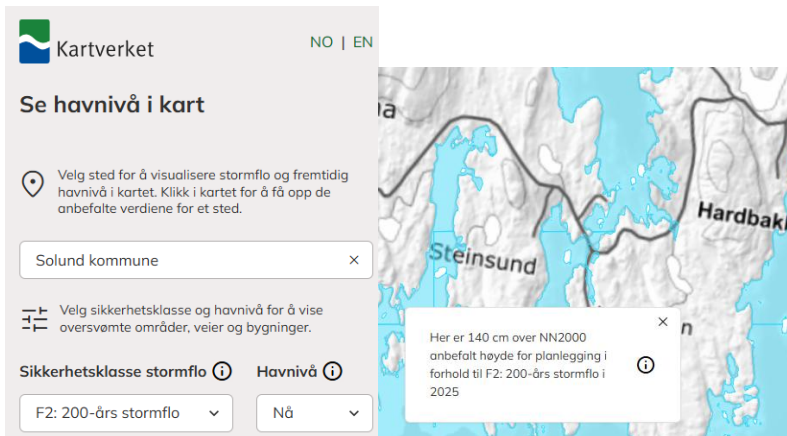 Kartverket
NO | EN
Se havnivå i kart
Velg sted for å visualisere stormflo og fremtidig
havnivå i kartet. Klikk i kartet for å få opp de
anbefalte verdiene for et sted.
Solund kommune ×
Velg sikkerhetsklasse og havnivå for å vise
oversvømte områder, veier og bygninger.
Sikkerhetsklasse stormflo
Havnivå
F2: 200-års stormflo
Nå
Hardbak
Steinsund
Her er 140 cm over NN2000
anbefalt høyde for planlegging i
forhold til F2: 200-års stormflo i
2025